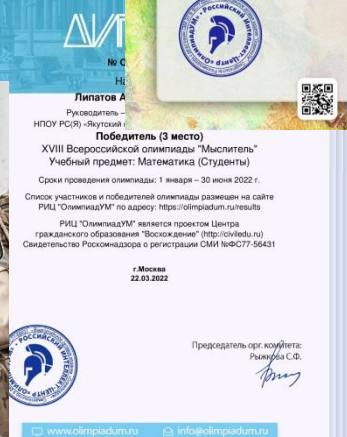 ДИП
№ О
На
Липатов А
Руководитель –
НПОУ РС(Я) «Якутский
Победитель (3 место)
XVIII Всероссийской олимпиады "Мыслитель"
Учебный предмет: Математика (Студенты)
Сроки проведения олимпиады: 1 января – 30 июня 2022 г.
Список участников и победителей олимпиады размещен на сайте
РИЦ "ОлимпиадУМ" по адресу: https://olimpiadum.ru/results
РИЦ "ОлимпиадУМ" является проектом Центра
гражданского образования "Восхождение" (http://civiledu.ru)
Свидетельство Роскомнадзора о регистрации СМИ №ФС77-56431
г.Москва
22.03.2022
Председатель орг. комитета:
Рыжкова С.Ф.
www.olimpiadum.ru info@olimpiadum.ru